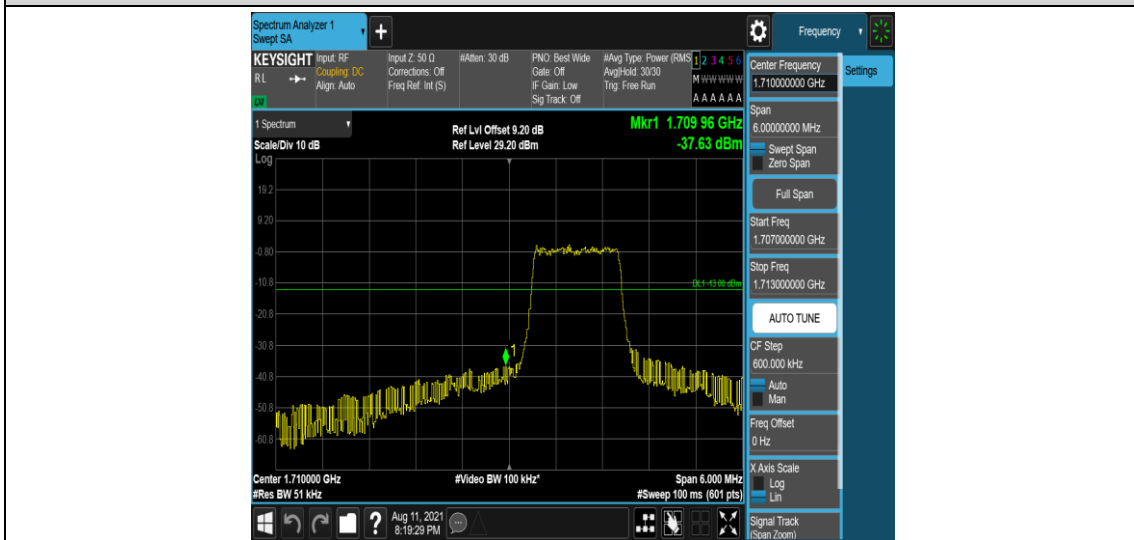 Spectrum Analyzer 1
Swept SA
+
Frequency
KEYSIGHT
RL
LXI
Input: RF
Coupling: DC
Align: Auto
Input Z: 50 Ω
Corrections: Off
Freq Ref: Int (S)
#Atten: 30 dB
PNO: Best Wide
Gate: Off
IF Gain: Low
Sig Track: Off
#Avg Type: Power (RMS
Avg|Hold: 30/30
Trig: Free Run
1 2 3 4 5 6
M W W W W W
A A A A A A
1 Spectrum
Scale/Div 10 dB
Log
Ref Lvl Offset 9.20 dB
Ref Level 29.20 dBm
Mkr1 1.709 96 GHz
-37.63 dBm
19.2
9.20
-0.80
-10.8
-20.8
-30.8
-40.8
-50.8
-60.8
DL1 -13.00 dBm
1
Center 1.710000 GHz
#Res BW 51 kHz
#Video BW 100 kHz*
Span 6.000 MHz
#Sweep 100 ms (601 pts)
Center Frequency
1.710000000 GHz
Settings
Span
6.00000000 MHz
Swept Span
Zero Span
Full Span
Start Freq
1.707000000 GHz
Stop Freq
1.713000000 GHz
AUTO TUNE
CF Step
600.000 kHz
Auto
Man
Freq Offset
0 Hz
X Axis Scale
Log
Lin
Signal Track
(Span Zoom)
?
Aug 11, 2021
8:19:29 PM